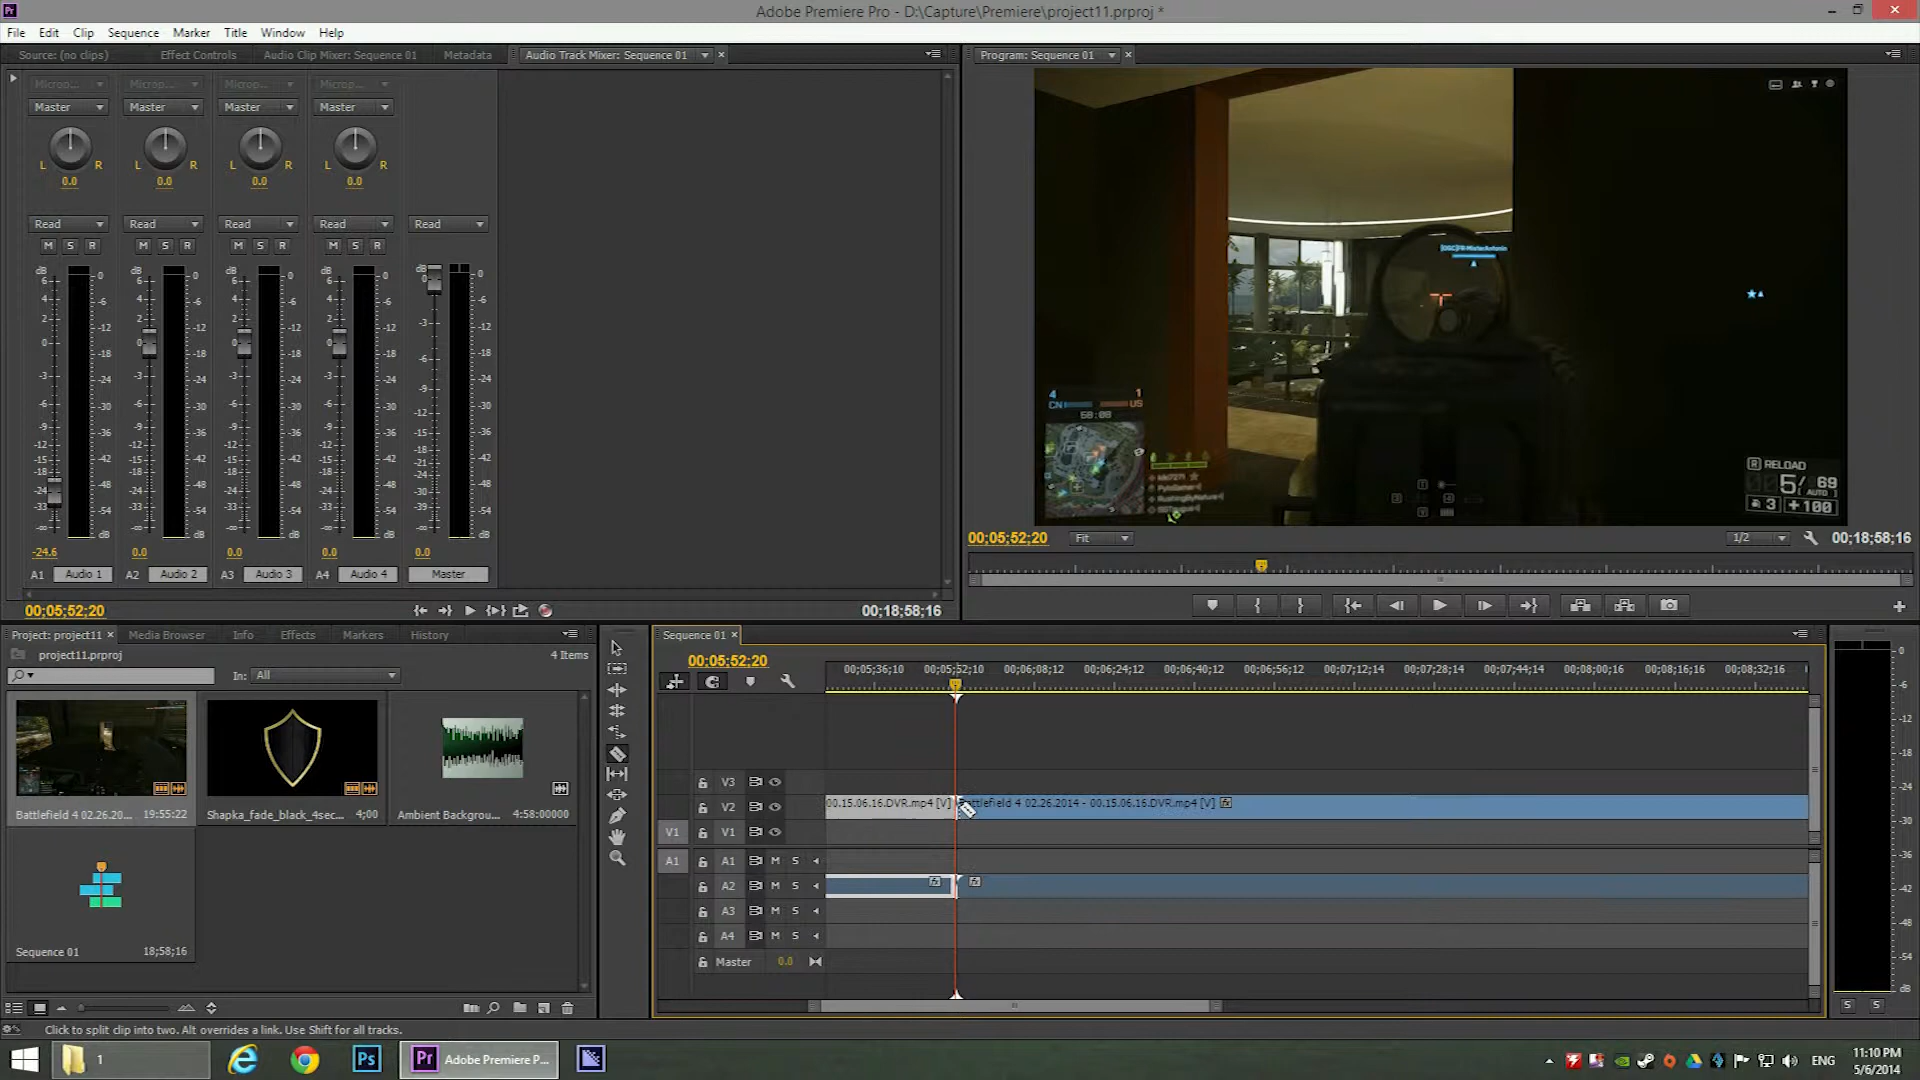 Adobe Premiere Pro - D:\Capture\Premiere\project11.prproj *
File Edit Clip Sequence Marker Title Window Help
Source: (no clips) Effect Controls Audio Clip Mixer: Sequence 01 Metadata Audio Track Mixer: Sequence 01 Program: Sequence 01
Microp... Microp... Microp... Microp...
Master Master Master Master
L R L R L R L R
0.0 0.0 0.0 0.0
Read Read Read Read Read
M S R M S R M S R M S R
-24.6 0.0 0.0 0.0 0.0
A1 Audio 1 A2 Audio 2 A3 Audio 3 A4 Audio 4 Master
00;05;52;20 00;18;58;16
4 1
CN US
58:08
R RELOAD
5/ 69
AUTO
3 +100
00;05;52;20 Fit 1/2 00;18;58;16
Project: project11 Media Browser Info Effects Markers History
project11.prproj 4 Items
In: All
Battlefield 4 02.26.20... 19:55:22
Shapka_fade_black_4sec... 4;00
Ambient Backgrou... 4:58:00000
Sequence 01 18;58;16
Sequence 01
00;05;52;20
00;05;36;10 00;05;52;10 00;06;08;12 00;06;24;12 00;06;40;12 00;06;56;12 00;07;12;14 00;07;28;14 00;07;44;14 00;08;00;16 00;08;16;16 00;08;32;16
V3
V2 00.15.06.16.DVR.mp4 [V] attlefield 4 02.26.2014 - 00.15.06.16.DVR.mp4 [V]
V1 V1
A1 A1 M S
A2 M S
A3 M S
A4 M S
Master 0.0
S S
Click to split clip into two. Alt overrides a link. Use Shift for all tracks.
1 Ps Pr Adobe Premiere P...
ENG
11:10 PM
5/6/2014